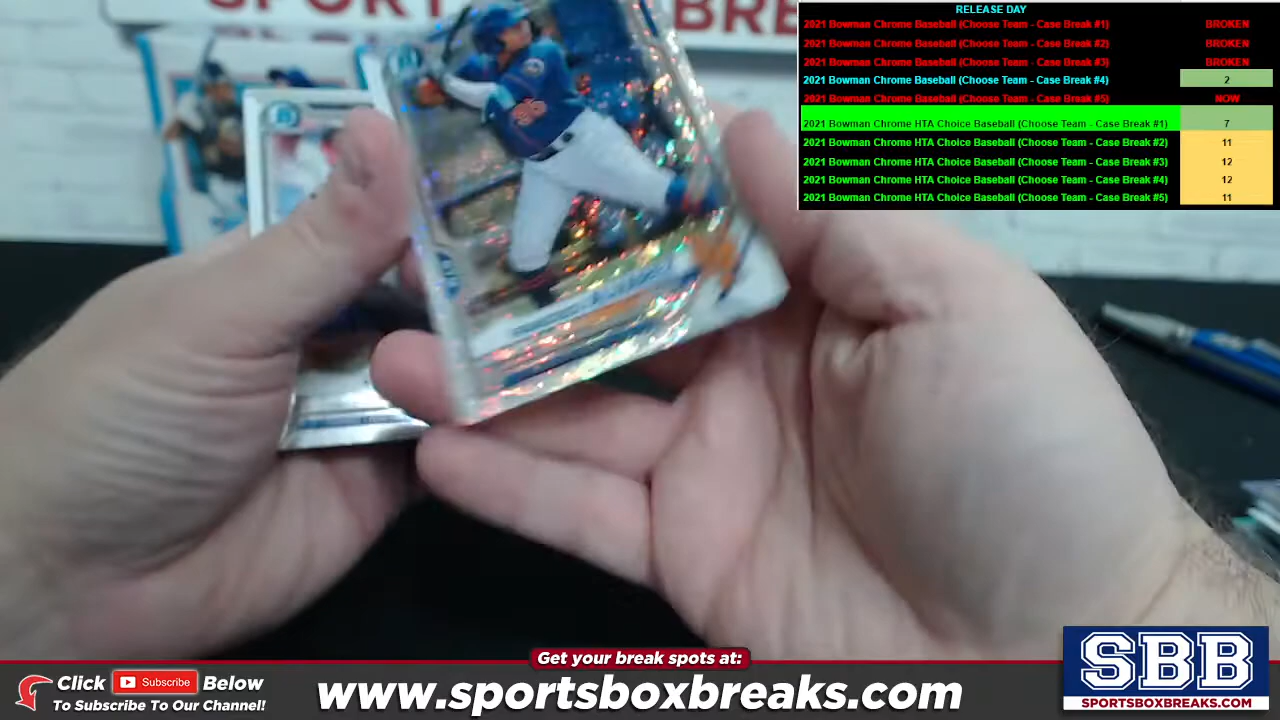 SPORTS BREAKS
RELEASE DAY
2021 Bowman Chrome Baseball (Choose Team - Case Break #1) BROKEN
2021 Bowman Chrome Baseball (Choose Team - Case Break #2) BROKEN
2021 Bowman Chrome Baseball (Choose Team - Case Break #3) BROKEN
2021 Bowman Chrome Baseball (Choose Team - Case Break #4) 2
2021 Bowman Chrome Baseball (Choose Team - Case Break #5) NOW
2021 Bowman Chrome HTA Choice Baseball (Choose Team - Case Break #1) 7
2021 Bowman Chrome HTA Choice Baseball (Choose Team - Case Break #2) 11
2021 Bowman Chrome HTA Choice Baseball (Choose Team - Case Break #3) 12
2021 Bowman Chrome HTA Choice Baseball (Choose Team - Case Break #4) 12
2021 Bowman Chrome HTA Choice Baseball (Choose Team - Case Break #5) 11
Get your break spots at:
Click Subscribe Below
To Subscribe To Our Channel!
www.sportsboxbreaks.com
SBB
SPORTSBOXBREAKS.COM